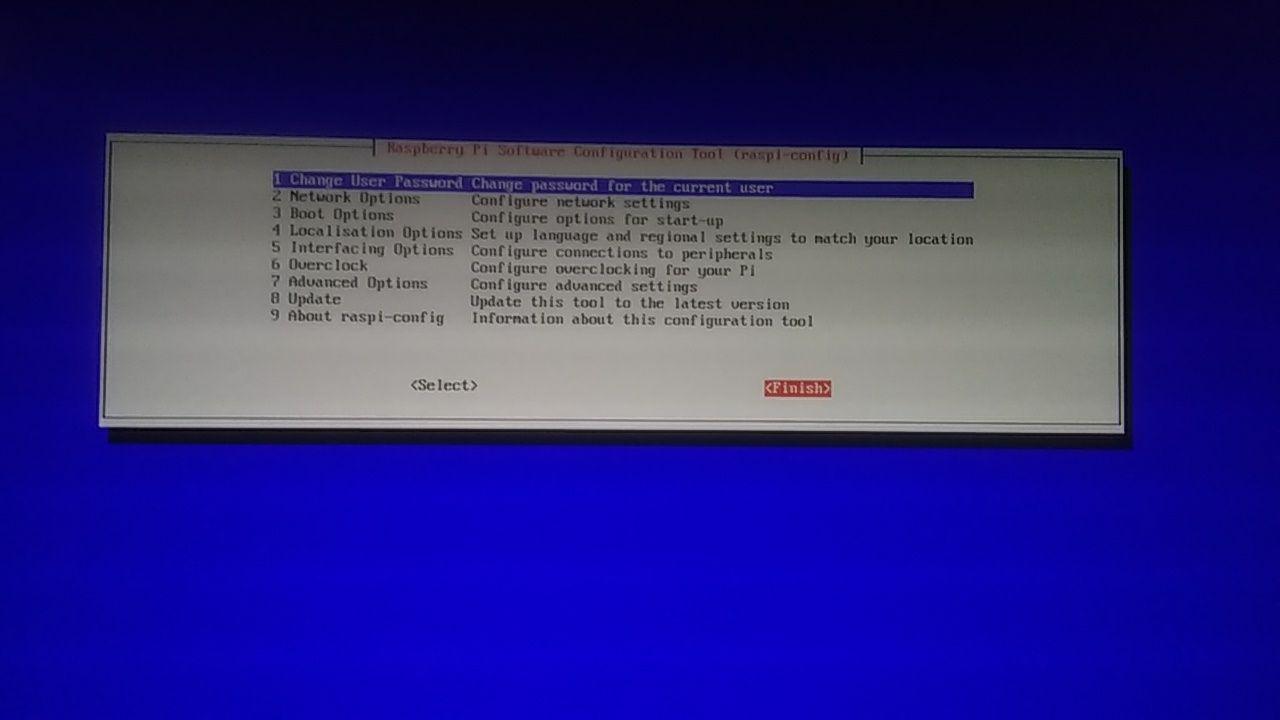 Raspberry Pi Software Configuration Tool (raspi-config)
1 Change User Password Change password for the current user
2 Network Options Configure network settings
3 Boot Options Configure options for start-up
4 Localisation Options Set up language and regional settings to match your location
5 Interfacing Options Configure connections to peripherals
6 Overclock Configure overclocking for your Pi
7 Advanced Options Configure advanced settings
8 Update Update this tool to the latest version
9 About raspi-config Information about this configuration tool
<Select> <Finish>